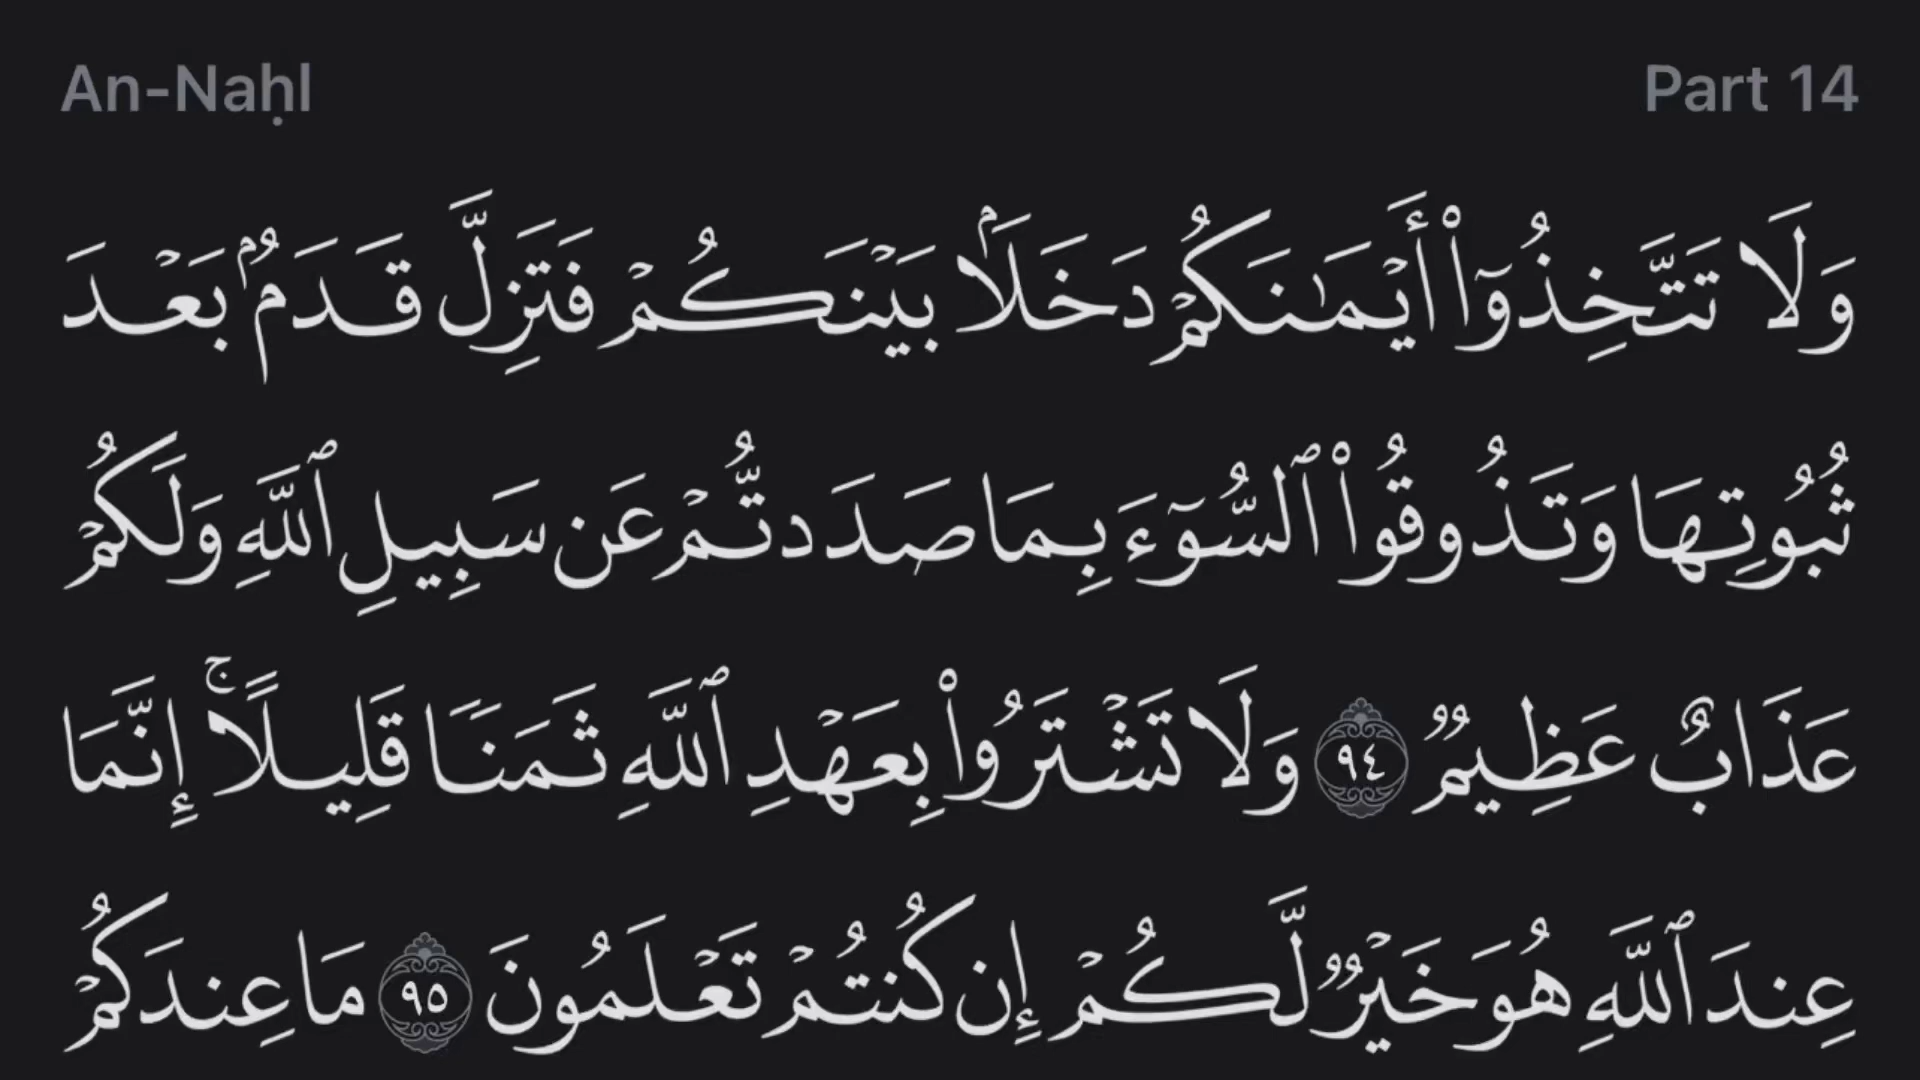 An-Naḥl Part 14
وَلَا تَتَّخِذُوٓا۟ أَيْمَـٰنَكُمْ دَخَلًۢا بَيْنَكُمْ فَتَزِلَّ قَدَمٌۢ بَعْدَ
ثُبُوتِهَا وَتَذُوقُوا۟ ٱلسُّوٓءَ بِمَا صَدَدتُّمْ عَن سَبِيلِ ٱللَّهِ وَلَكُمْ
عَذَابٌ عَظِيمٌ ٩٤ وَلَا تَشْتَرُوا۟ بِعَهْدِ ٱللَّهِ ثَمَنًا قَلِيلًا ۚ إِنَّمَا
عِندَ ٱللَّهِ هُوَ خَيْرٌ لَّكُمْ إِن كُنتُمْ تَعْلَمُونَ ٩٥ مَا عِندَكُمْ